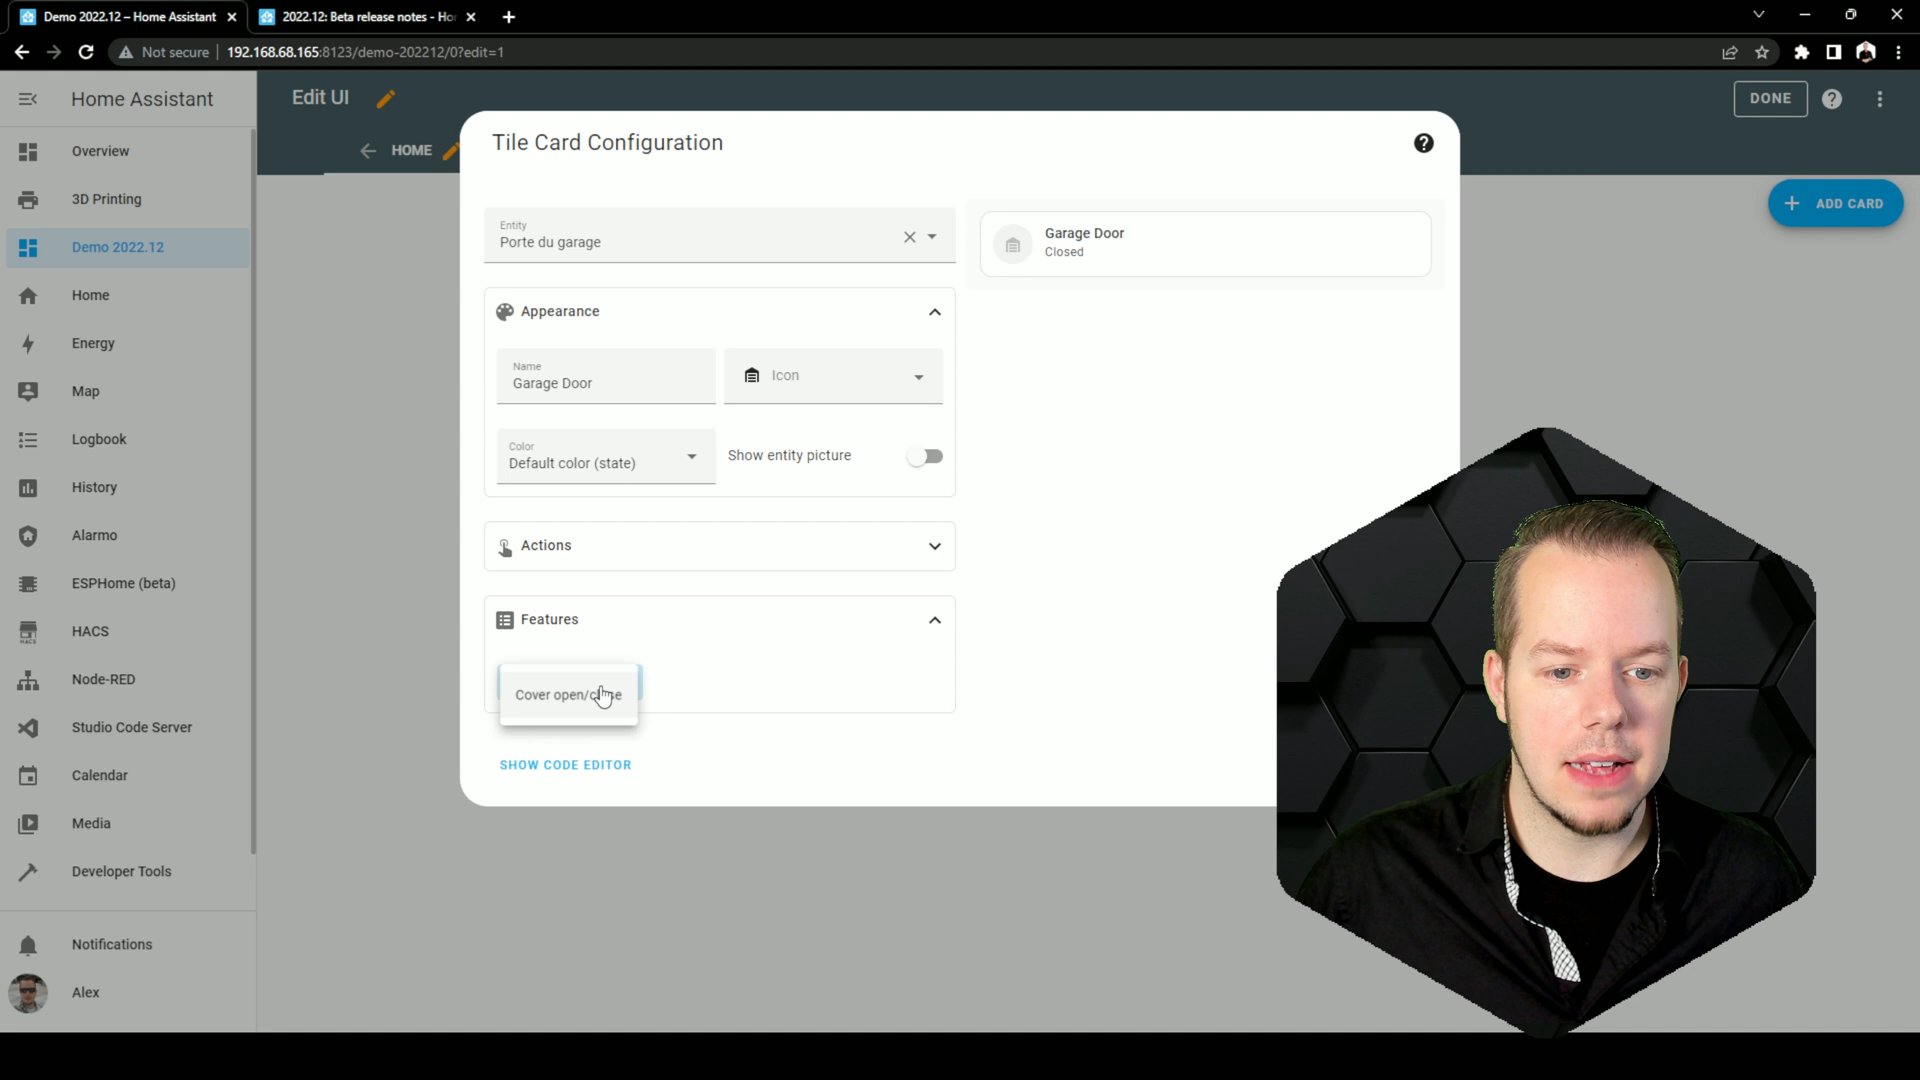 Demo 2022.12 – Home Assistant
2022.12: Beta release notes - Ho
Not secure
192.168.68.165:8123/demo-202212/0?edit=1
Home Assistant
Edit UI
DONE
HOME
ADD CARD
Overview
3D Printing
Demo 2022.12
Home
Energy
Map
Logbook
History
Alarmo
ESPHome (beta)
HACS
HACS
Node-RED
Studio Code Server
Calendar
Media
Developer Tools
Notifications
Alex
Tile Card Configuration
Entity
Porte du garage
Garage Door
Closed
Appearance
Name
Garage Door
Icon
Color
Default color (state)
Show entity picture
Actions
Features
Cover open/close
SHOW CODE EDITOR